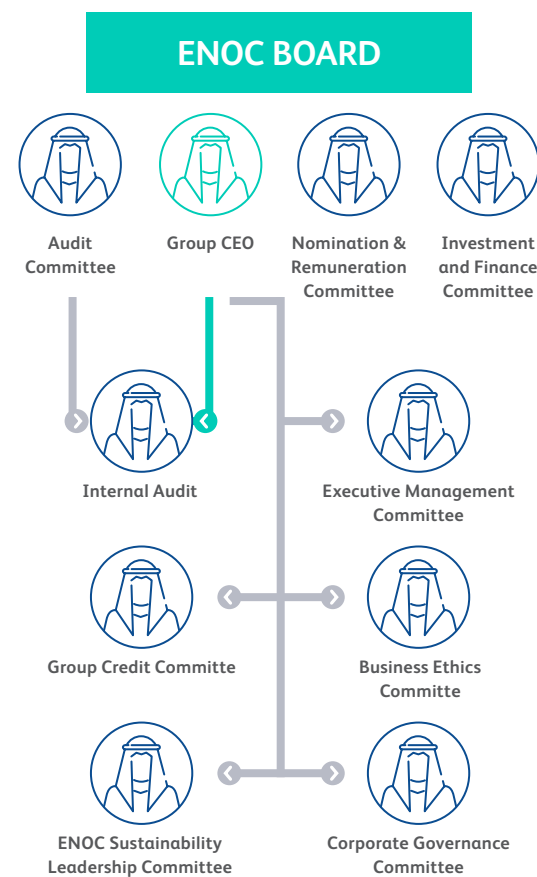 ENOC BOARD
Audit
Committee
Group CEO
Nomination &
Remuneration
Committee
Investment
and Finance
Committee
Internal Audit
Executive Management
Committee
Group Credit Committe
Business Ethics
Committe
ENOC Sustainability
Leadership Committee
Corporate Governance
Committee